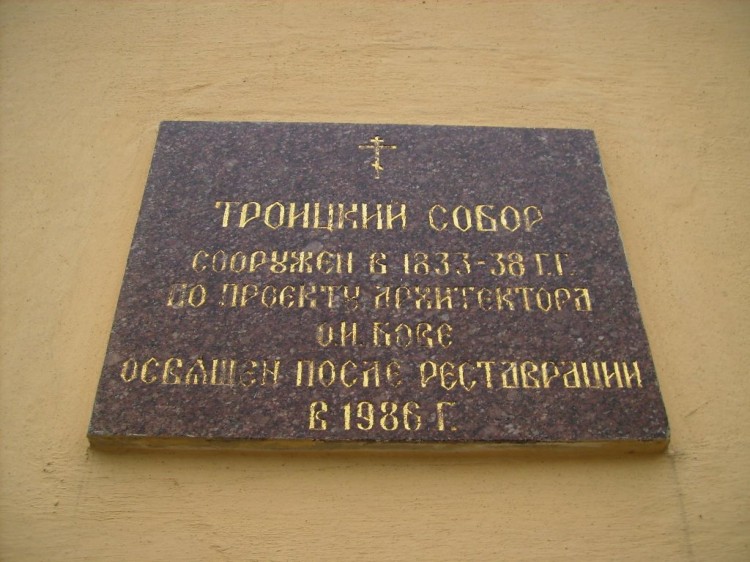 ТРОИЦКИЙ СОБОР
СООРУЖЕН В 1833-38 Г.Г
ПО ПРОЕКТУ АРХИТЕКТОРА
О.И. БОВЕ
ОСВЯЩЕН ПОСЛЕ РЕСТАВРАЦИИ
В 1986 Г.